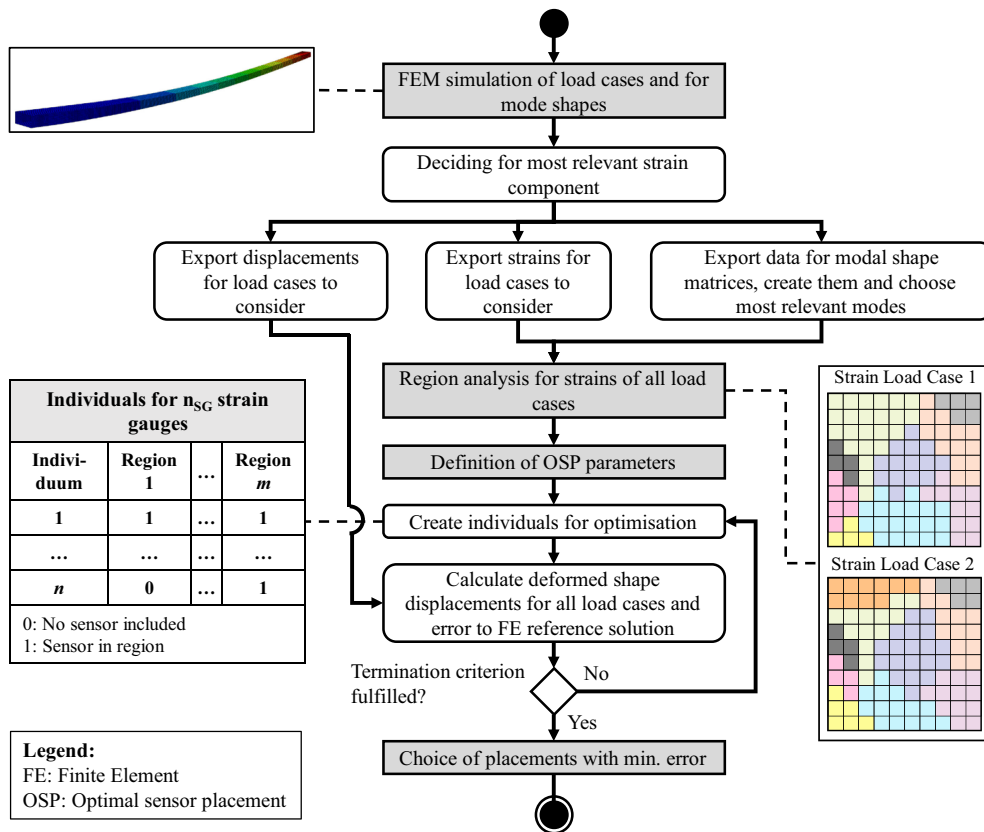 FEM simulation of load cases and for
mode shapes
Deciding for most relevant strain
component
Export displacements
for load cases to
consider
Export strains for
load cases to
consider
Export data for modal shape
matrices, create them and choose
most relevant modes
Region analysis for strains of all load
cases
Strain Load Case 1
Strain Load Case 2
Individuals for nSG strain
gauges
Indivi-
duum
Region
1
...
Region
m
1 1 ... 1
... ... ... ...
n 0 ... 1
0: No sensor included
1: Sensor in region
Definition of OSP parameters
Create individuals for optimisation
Calculate deformed shape
displacements for all load cases and
error to FE reference solution
Termination criterion
fulfilled?
No
Yes
Choice of placements with min. error
Legend:
FE: Finite Element
OSP: Optimal sensor placement